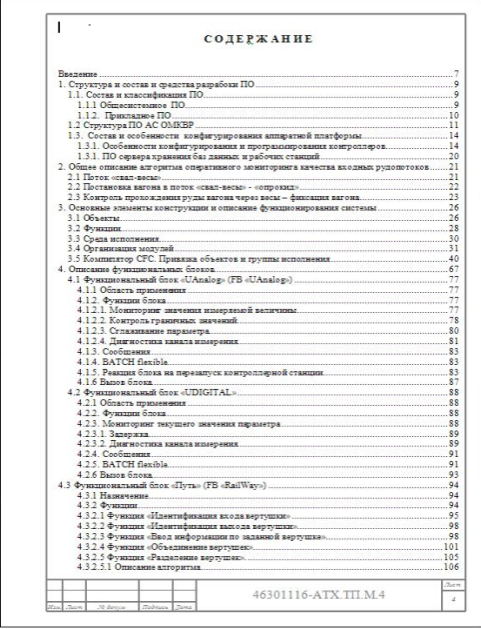 СОДЕРЖАНИЕ
Введение 7
1. Структура и состав и средства разрабоки ПО 9
1.1. Состав и классификация ПО 9
1.1.1 Общесистемное ПО 9
1.1.2. Прикладное ПО 10
1.2 Структура ПО АС ОМКВР 11
1.3. Состав и особенности конфигурирования аппаратной платформы 14
1.3.1. Особенности конфигурирования и программирования контроллеров 14
1.3.1. ПО сервера хранения баз данных и рабочих станций 20
2. Общее описание алгоритма оперативного мониторинга качества входных рудопотоков 21
2.1 Поток «свал-весы» 21
2.2 Постановка вагона в поток «свал-весы» - «опрокид» 22
2.3 Контроль прохождения руды вагона через весы – фиксация вагона 23
3. Основные элементы конструкции и описание функционирования системы 26
3.1 Объекты 26
3.2 Функции 28
3.3 Среда исполнения 30
3.4 Организация модулей 31
3.5 Компилятор CFC. Привязка объектов и группы исполнения 40
4. Описание функциональных блоков 67
4.1 Функциональный блок «UAnalog» (FB «UAnalog») 77
4.1.1 Область применения 77
4.1.2. Функции блока 77
4.1.2.1. Мониторинг значения измеряемой величины 77
4.1.2.2. Контроль граничных значений 78
4.1.2.3. Сглаживание параметра 80
4.1.2.4. Диагностика канала измерения 81
4.1.3. Сообщения 83
4.1.4. BATCH flexible 83
4.1.5. Реакция блока на перезапуск контроллерной станции 83
4.1.6 Вызов блока 87
4.2 Функциональный блок «UDIGITAL» 88
4.2.1 Область применения 88
4.2.2. Функции блока 88
4.2.3. Мониторинг текущего значения параметра 88
4.2.3.1. Задержка 89
4.2.3.2. Диагностика канала измерения 89
4.2.4. Сообщения 91
4.2.5. BATCH flexible 91
4.2.6 Вызов блока 93
4.3 Функциональный блок «Путь» (FB «RailWay») 94
4.3.1 Назначение 94
4.3.2 Функции 94
4.3.2.1 Функция «Идентификация входа вертушки» 95
4.3.2.2 Функция «Идентификация выхода вертушки» 98
4.3.2.3 Функция «Ввод информации по заданной вертушке» 98
4.3.2.4 Функция «Объединение вертушек» 101
4.3.2.5 Функция «Разделение вертушек» 105
4.3.2.5.1 Описание алгоритма 106
46301116-АТХ.ТП.М.4
Лист
4
Изм. Лист № докум Подпись Дата